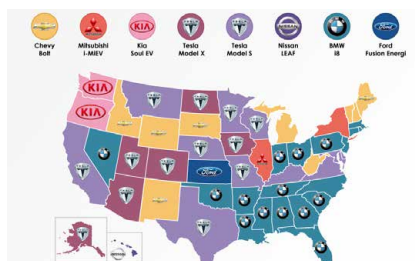 Chevy Bolt
Mitsubishi i-MIEV
Kia Soul EV
Tesla Model X
Tesla Model S
Nissan LEAF
BMW i8
Ford Fusion Energi
KIA
KIA
Ford